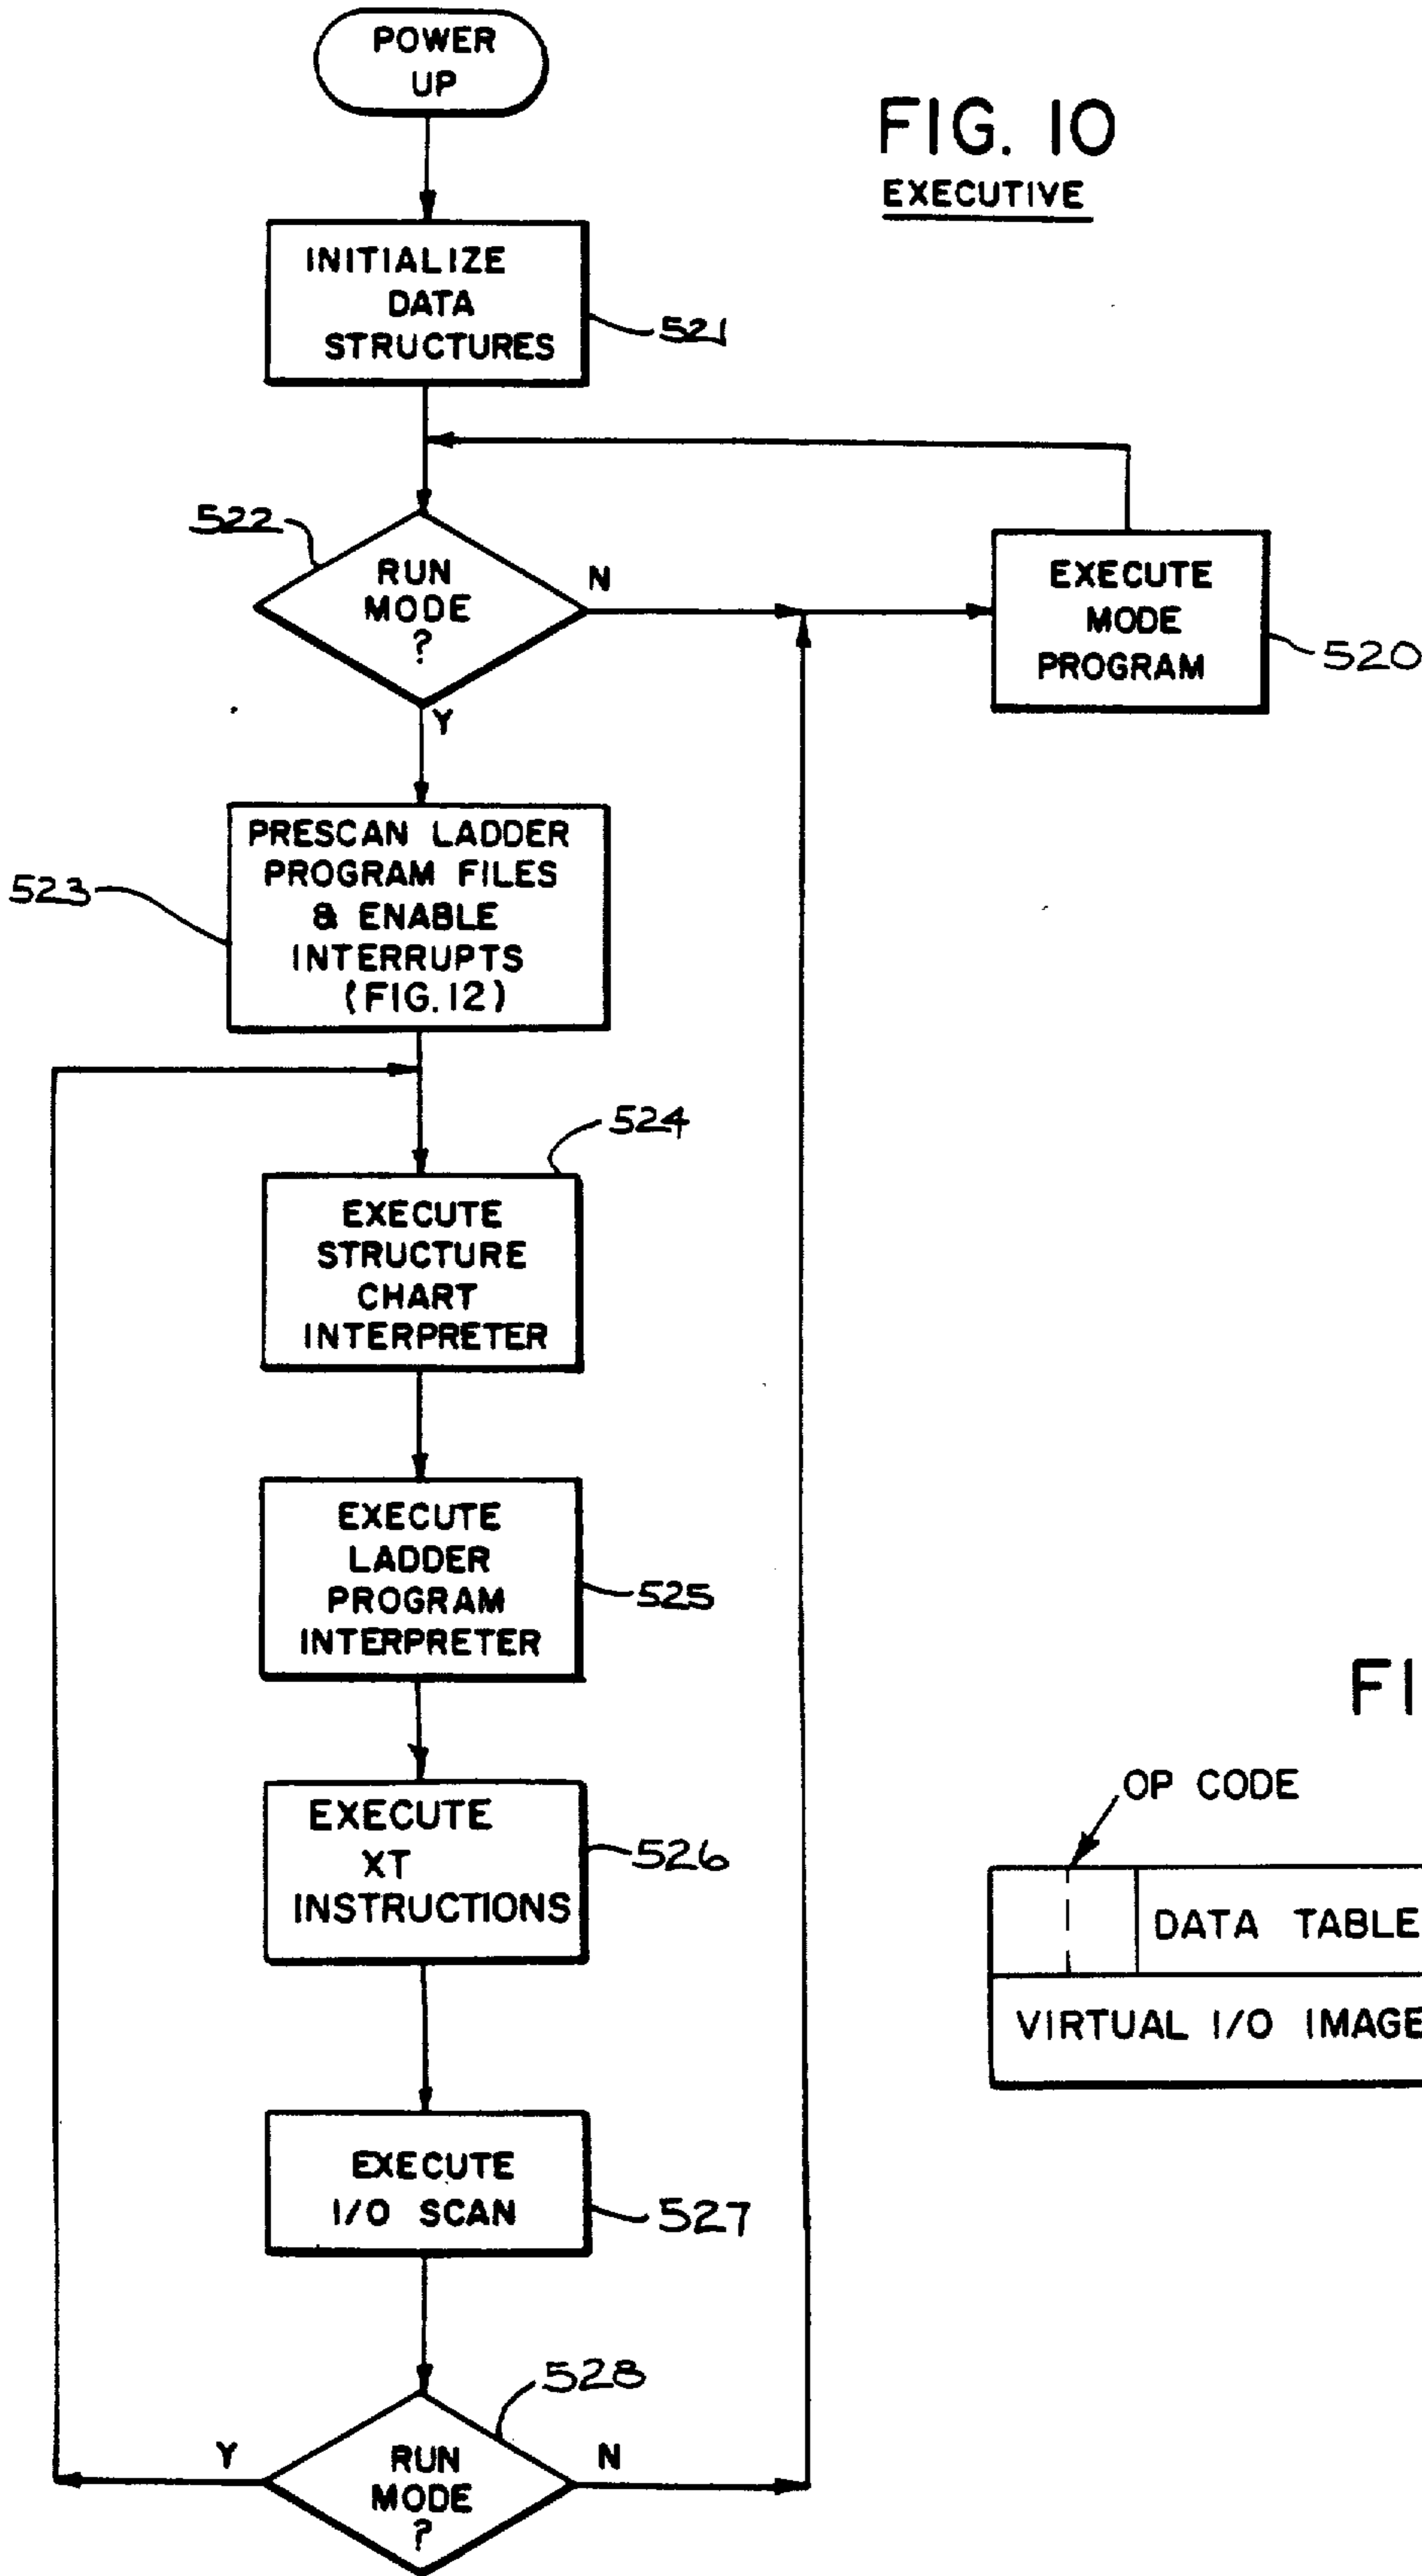 POWER
UP
FIG. 10
EXECUTIVE
INITIALIZE
DATA
STRUCTURES
521
522
RUN
MODE
?
N
Y
EXECUTE
MODE
PROGRAM
520
PRESCAN LADDER
PROGRAM FILES
& ENABLE
INTERRUPTS
(FIG. 12)
523
524
EXECUTE
STRUCTURE
CHART
INTERPRETER
EXECUTE
LADDER
PROGRAM
INTERPRETER
525
EXECUTE
XT
INSTRUCTIONS
526
FI
OP CODE
DATA TABLE
VIRTUAL I/O IMAGE
EXECUTE
I/O SCAN
527
528
Y
RUN
MODE
?
N